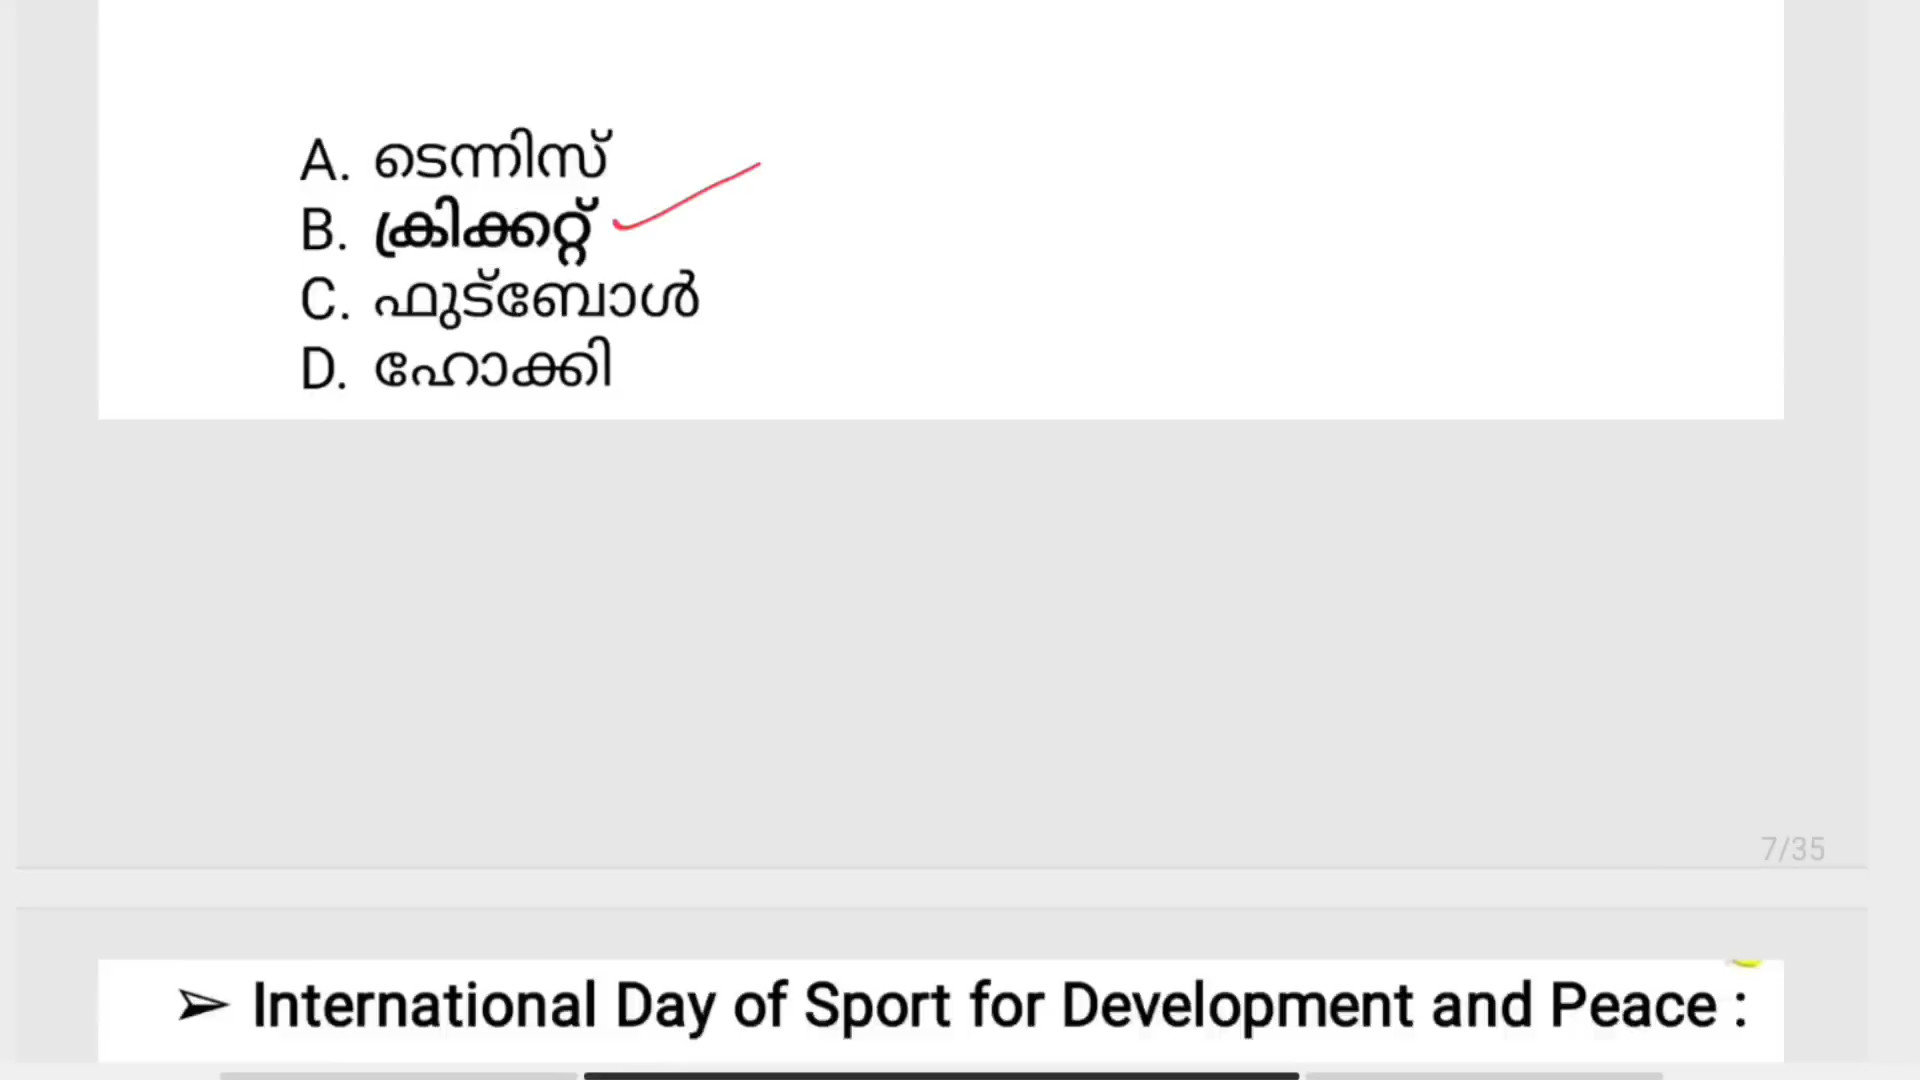 A. ടെന്നിസ്
B. ക്രിക്കറ്റ്
C. ഫുട്ബോൾ
D. ഹോക്കി
7/35
➢ International Day of Sport for Development and Peace :